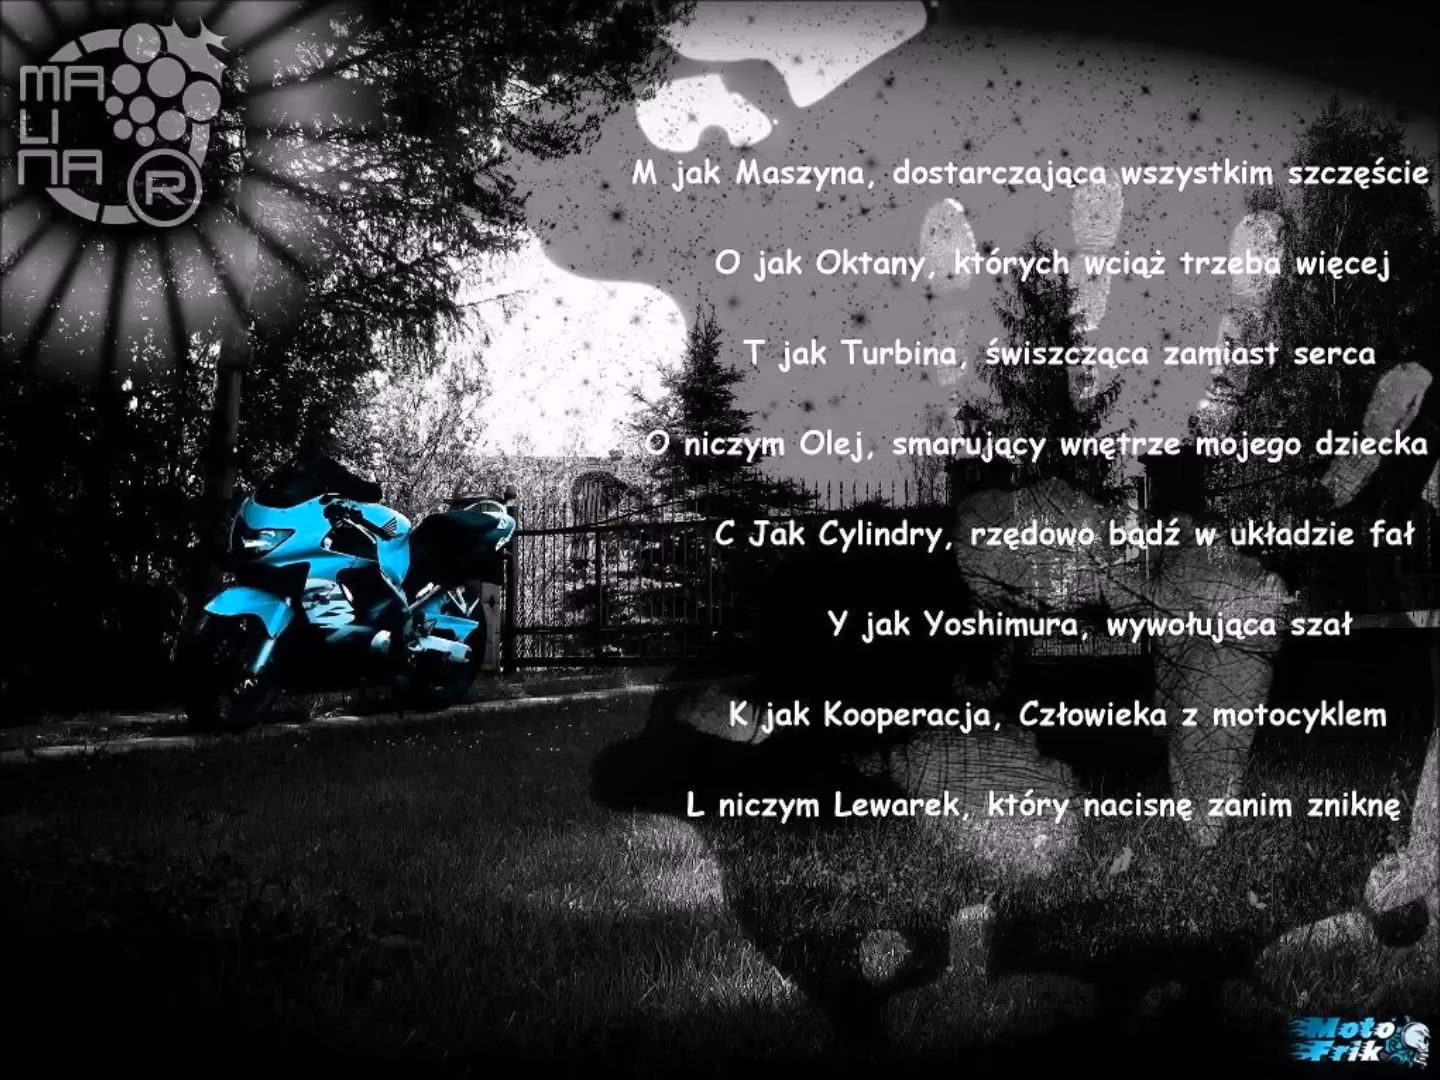 MA
LI
NA
R
M jak Maszyna, dostarczająca wszystkim szczęście
O jak Oktany, których wciąż trzeba więcej
T jak Turbina, świszcząca zamiast serca
O niczym Olej, smarujący wnętrze mojego dziecka
C Jak Cylindry, rzędowo bądź w układzie fał
Y jak Yoshimura, wywołująca szał
K jak Kooperacja, Człowieka z motocyklem
L niczym Lewarek, który nacisnę zanim zniknę
Moto
Frik